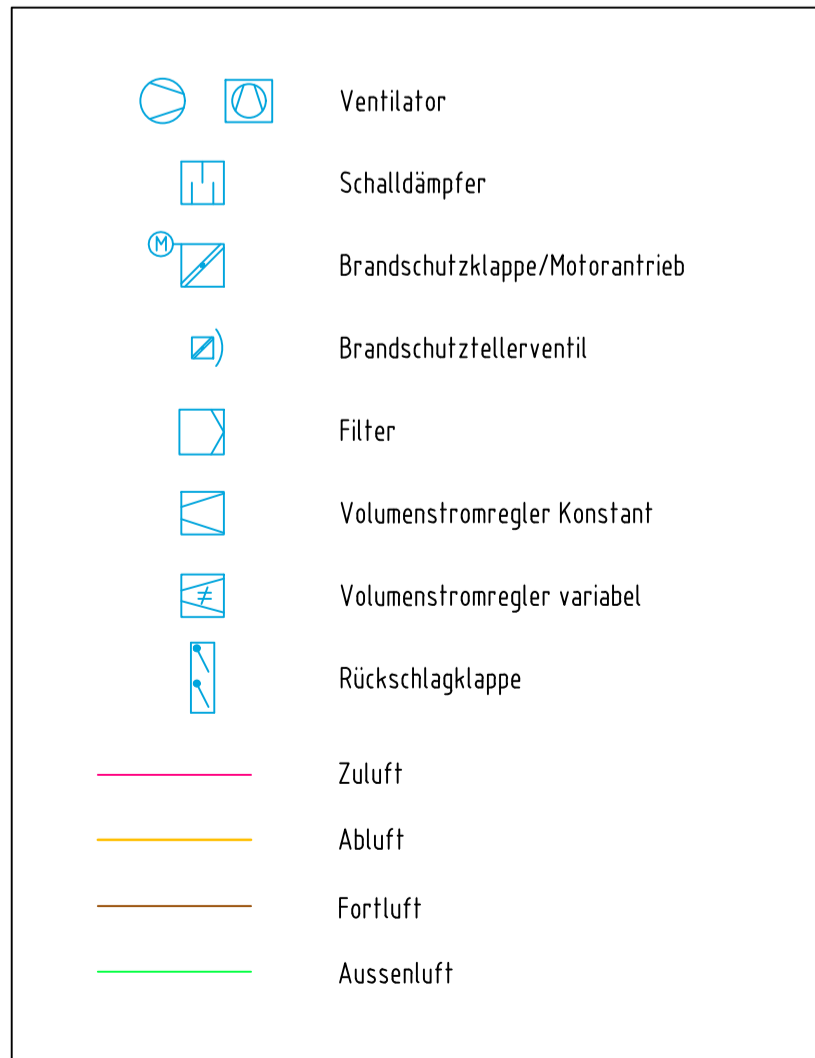 Ventilator
Schalldämpfer
M
Brandschutzklappe/Motorantrieb
Brandschutztellerventil
Filter
Volumenstromregler Konstant
Volumenstromregler variabel
Rückschlagklappe
Zuluft
Abluft
Fortluft
Aussenluft